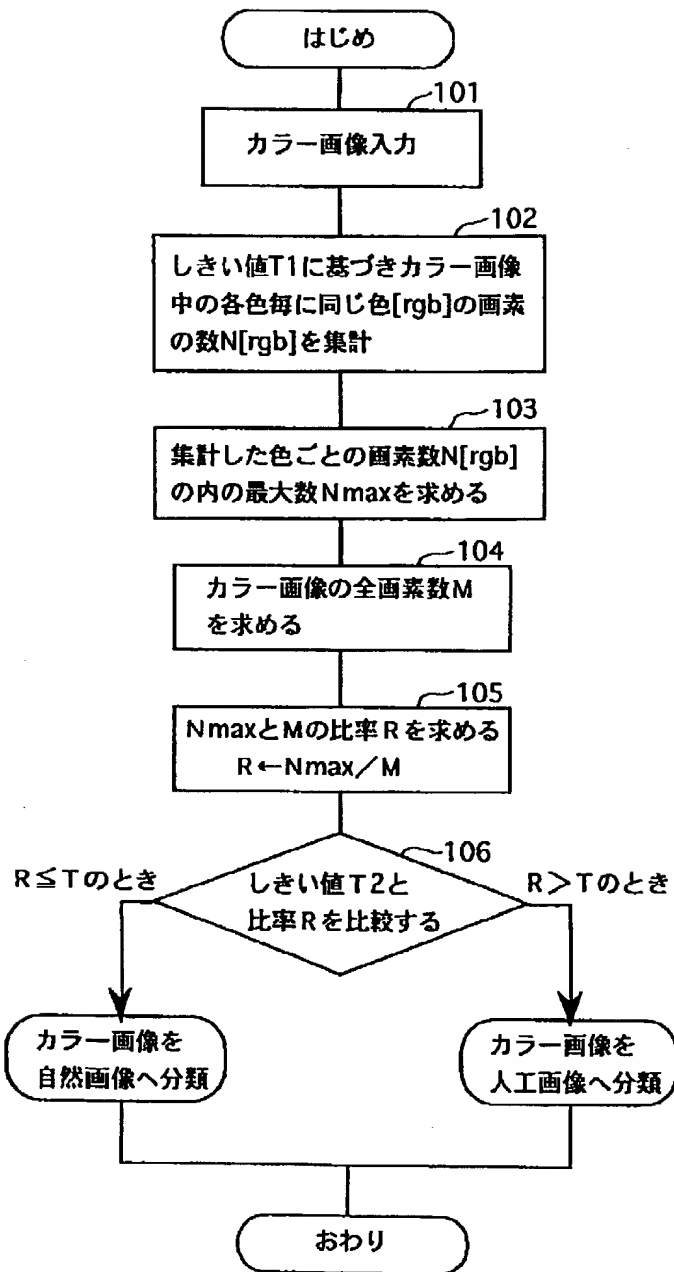 はじめ
101
カラー画像入力
102
しきい値T1に基づきカラー画像
中の各色毎に同じ色[rgb]の画素
の数N[rgb]を集計
103
集計した色ごとの画素数N[rgb]
の内の最大数Nmaxを求める
104
カラー画像の全画素数M
を求める
105
NmaxとMの比率Rを求める
R←Nmax／M
106
R≦Tのとき
しきい値T2と
比率Rを比較する
R＞Tのとき
カラー画像を
自然画像へ分類
カラー画像を
人工画像へ分類
おわり